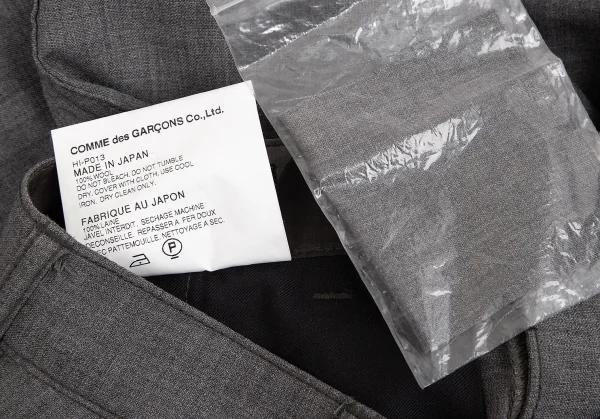 COMME des GARÇONS Co.,Ltd.
HI-P013
MADE IN JAPAN
100% WOOL
DO NOT BLEACH. DO NOT TUMBLE
DRY. COVER WITH CLOTH, USE COOL
IRON. DRY CLEAN ONLY.
FABRIQUE AU JAPON
100% LAINE
JAVEL INTERDIT. SECHAGE MACHINE
DECONSEILLE. REPASSER A FER DOUX
PATTEMOUILLE. NETTOYAGE A SEC.
P